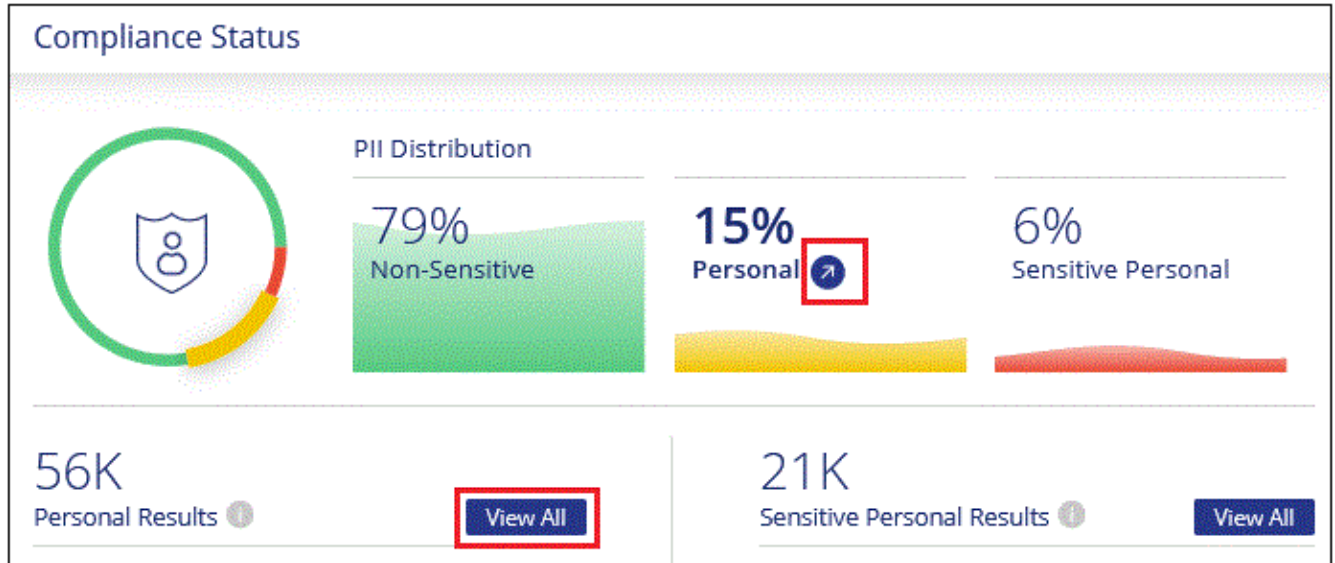 Compliance Status
PII Distribution
79%
Non-Sensitive
15%
Personal
6%
Sensitive Personal
56K
Personal Results
View All
21K
Sensitive Personal Results
View All